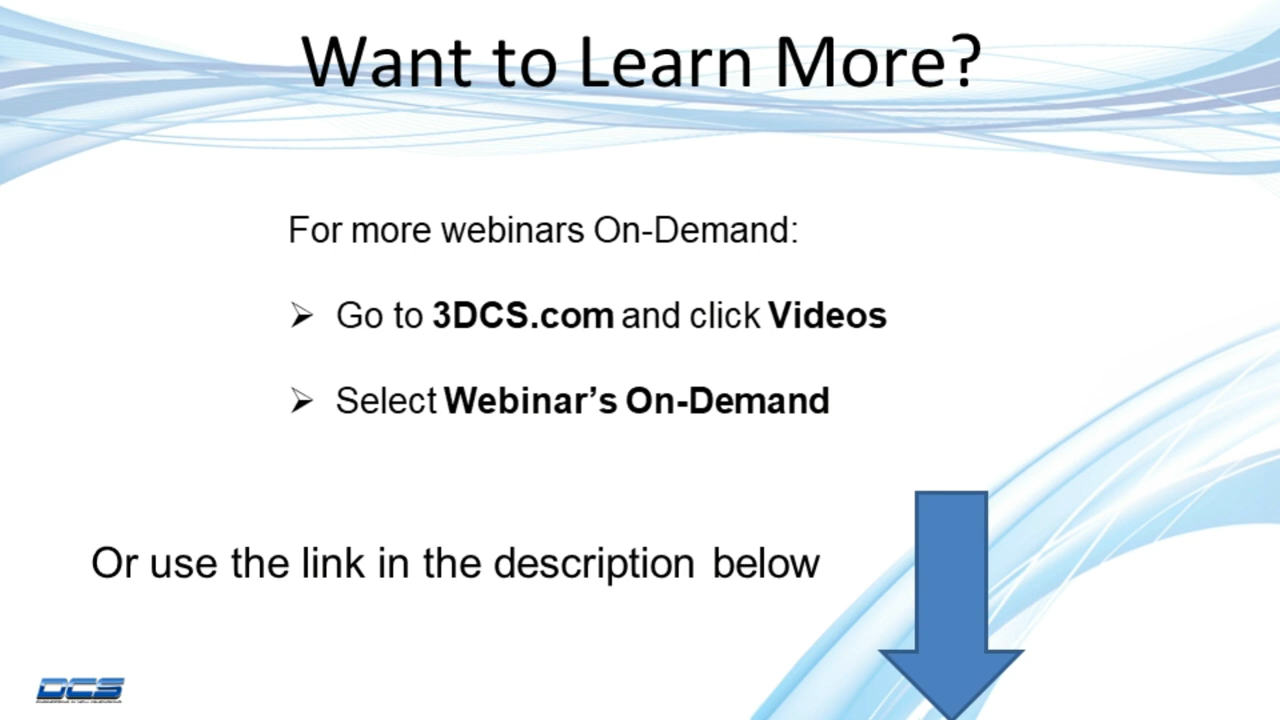 Want to Learn More?
For more webinars On-Demand:
Go to 3DCS.com and click Videos
Select Webinar’s On-Demand
Or use the link in the description below
DCS